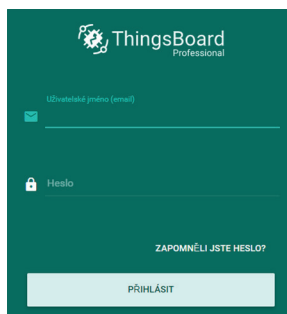 ThingsBoard
Professional
Uživatelské jméno (email)
Heslo
ZAPOMNĚLI JSTE HESLO?
PŘIHLÁSIT